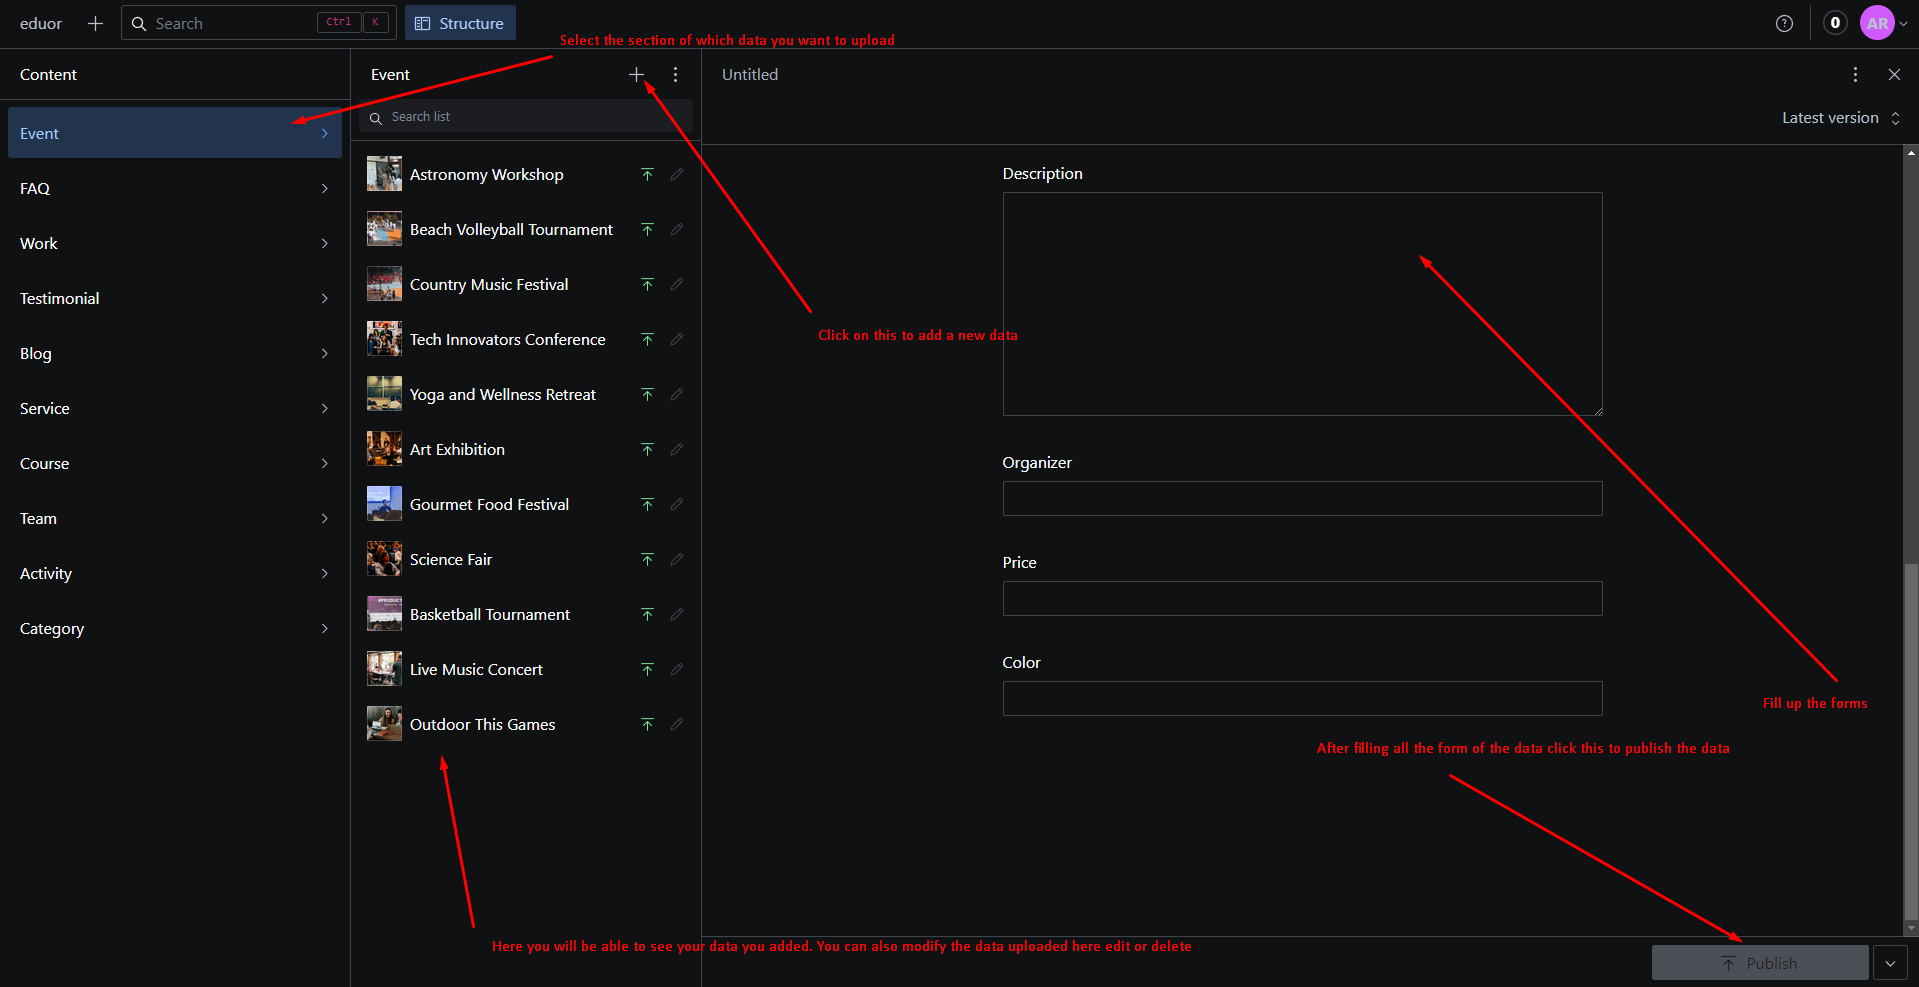 eduor
Search
Ctrl K
Structure
0
AR
Select the section of which data you want to upload
Content
Event
FAQ
Work
Testimonial
Blog
Service
Course
Team
Activity
Category
Event
Search list
Astronomy Workshop
Beach Volleyball Tournament
Country Music Festival
Tech Innovators Conference
Yoga and Wellness Retreat
Art Exhibition
Gourmet Food Festival
Science Fair
Basketball Tournament
Live Music Concert
Outdoor This Games
Click on this to add a new data
Here you will be able to see your data you added. You can also modify the data uploaded here edit or delete
Untitled
Latest version
Description
Organizer
Price
Color
Fill up the forms
After filling all the form of the data click this to publish the data
Publish